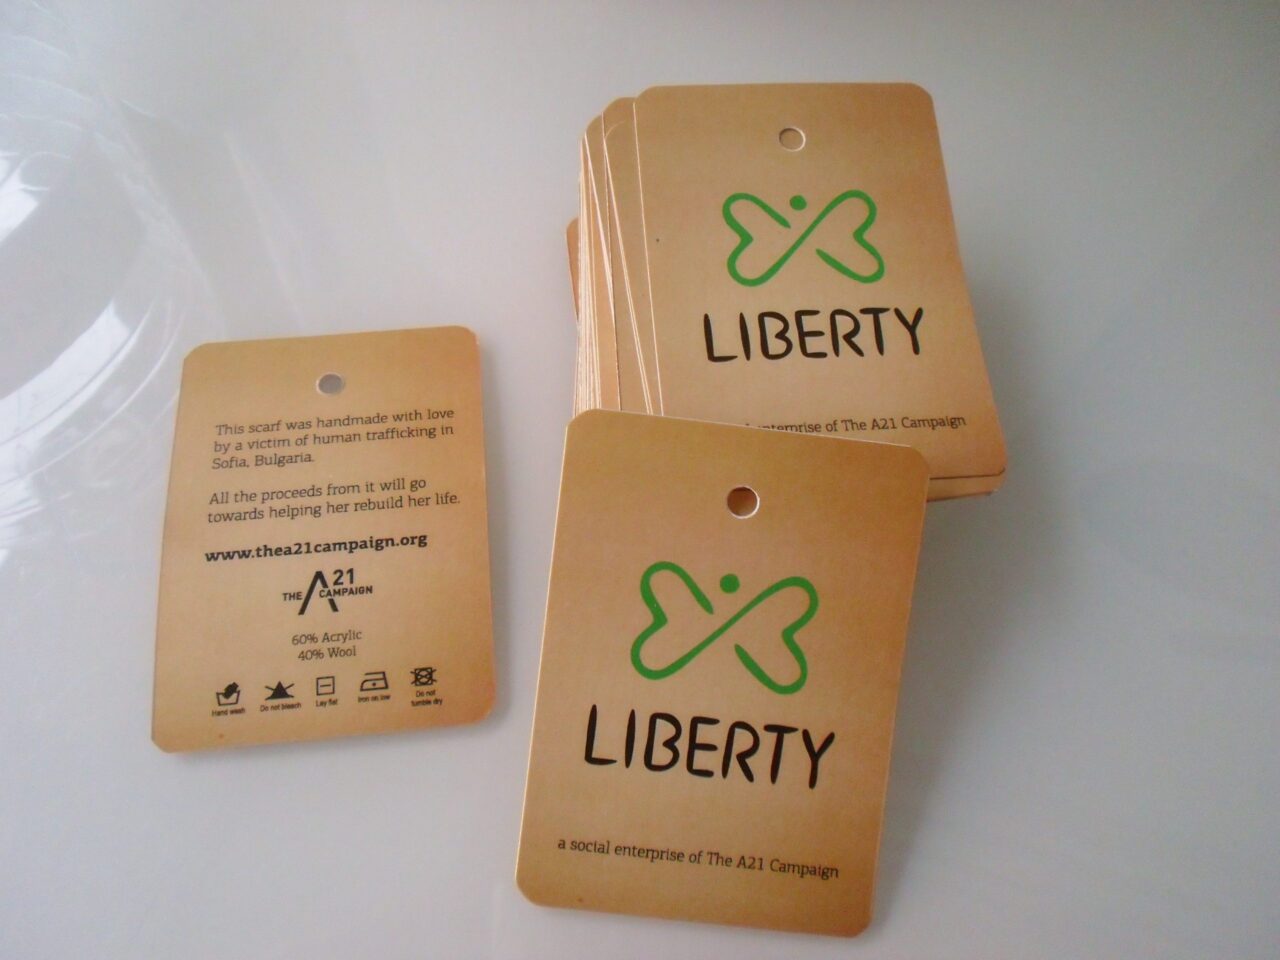 This scarf was handmade with love
by a victim of human trafficking in
Sofia, Bulgaria.
All the proceeds from it will go
towards helping her rebuild her life.
www.thea21campaign.org
THE A21 CAMPAIGN
60% Acrylic
40% Wool
Hand wash
Do not bleach
Lay flat
Iron on low
Do not
tumble dry
LIBERTY
enterprise of The A21 Campaign
LIBERTY
a social enterprise of The A21 Campaign